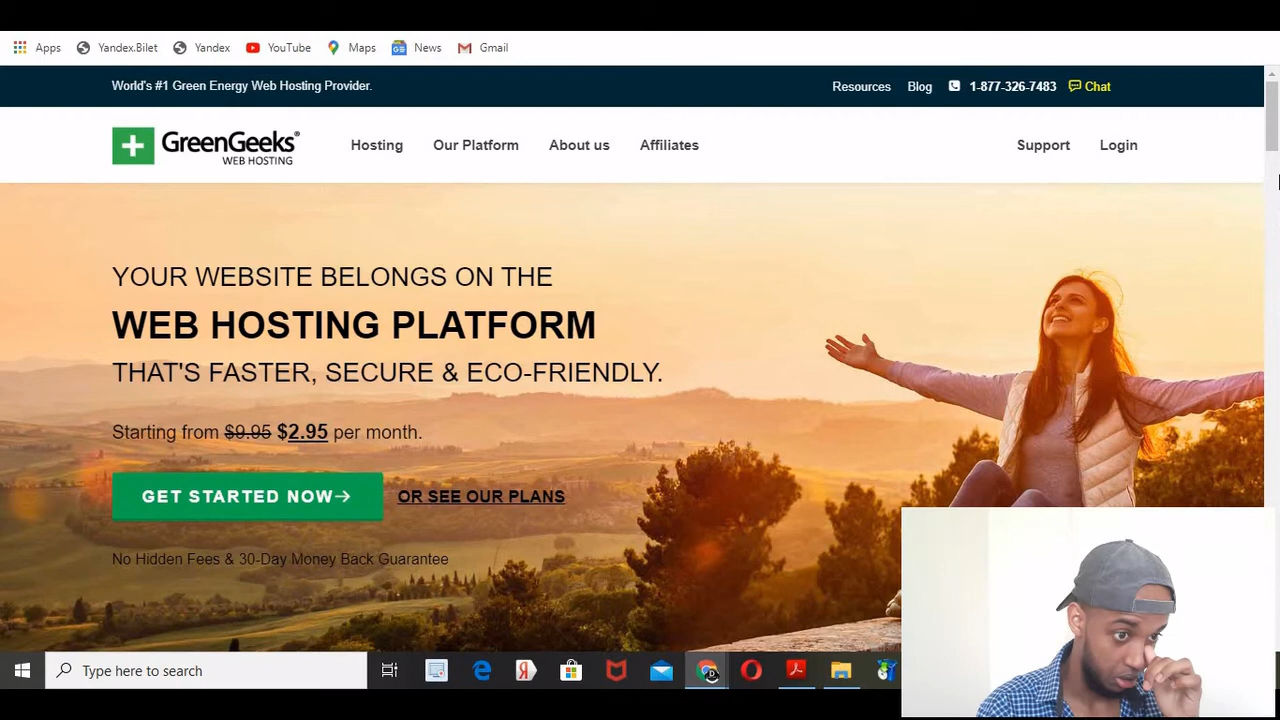 Apps Yandex.Bilet Yandex YouTube Maps News Gmail
World's #1 Green Energy Web Hosting Provider. Resources Blog 1-877-326-7483 Chat
GreenGeeks® Hosting Our Platform About us Affiliates Support Login
WEB HOSTING
YOUR WEBSITE BELONGS ON THE
WEB HOSTING PLATFORM
THAT'S FASTER, SECURE & ECO-FRIENDLY.
Starting from $9.95 $2.95 per month.
GET STARTED NOW→ OR SEE OUR PLANS
No Hidden Fees & 30-Day Money Back Guarantee
Type here to search